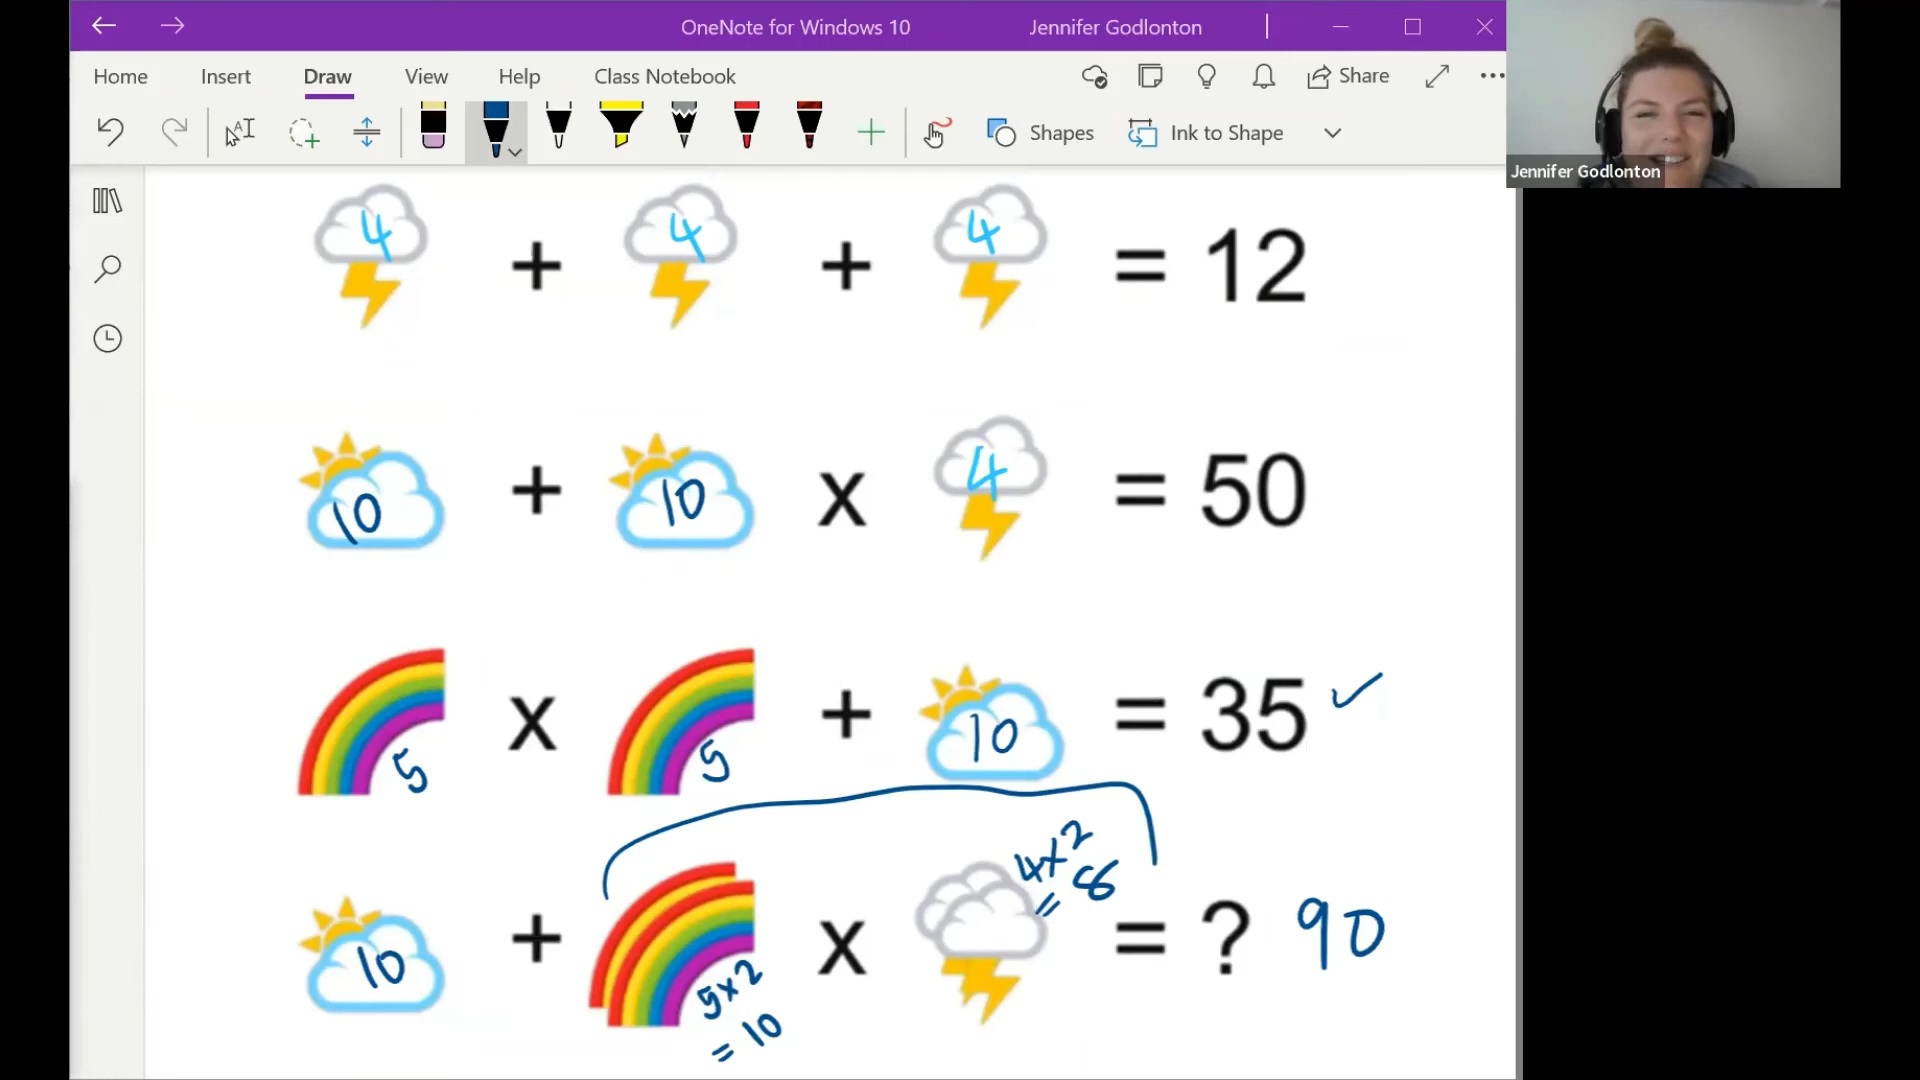 OneNote for Windows 10 Jennifer Godlonton
Home Insert Draw View Help Class Notebook Share
Shapes Ink to Shape
Jennifer Godlonton
4 + 4 + 4 = 12
10 + 10 x 4 = 50
5 x 5 + 10 = 35
10 + 5x2 = 10 x 4x2 = 8 = ? 90